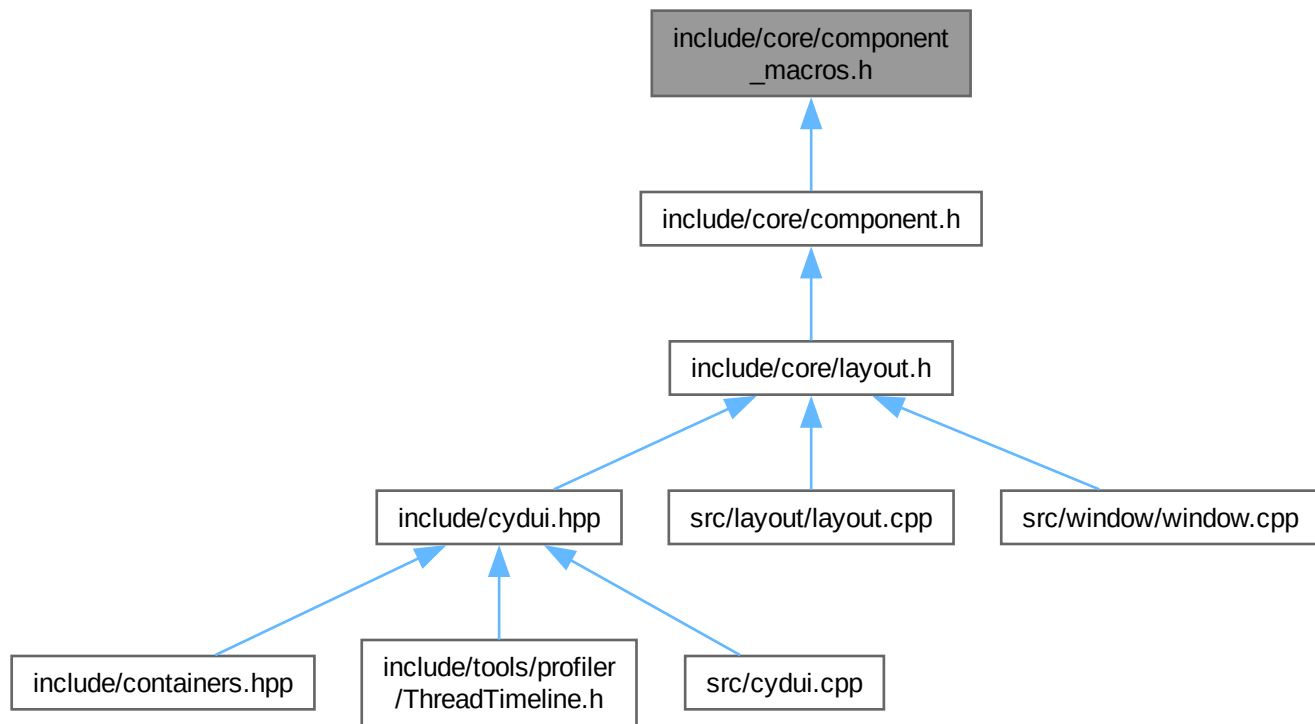 include/core/component
_macros.h
include/core/component.h
include/core/layout.h
include/cydui.hpp
src/layout/layout.cpp
src/window/window.cpp
include/containers.hpp
include/tools/profiler
/ThreadTimeline.h
src/cydui.cpp